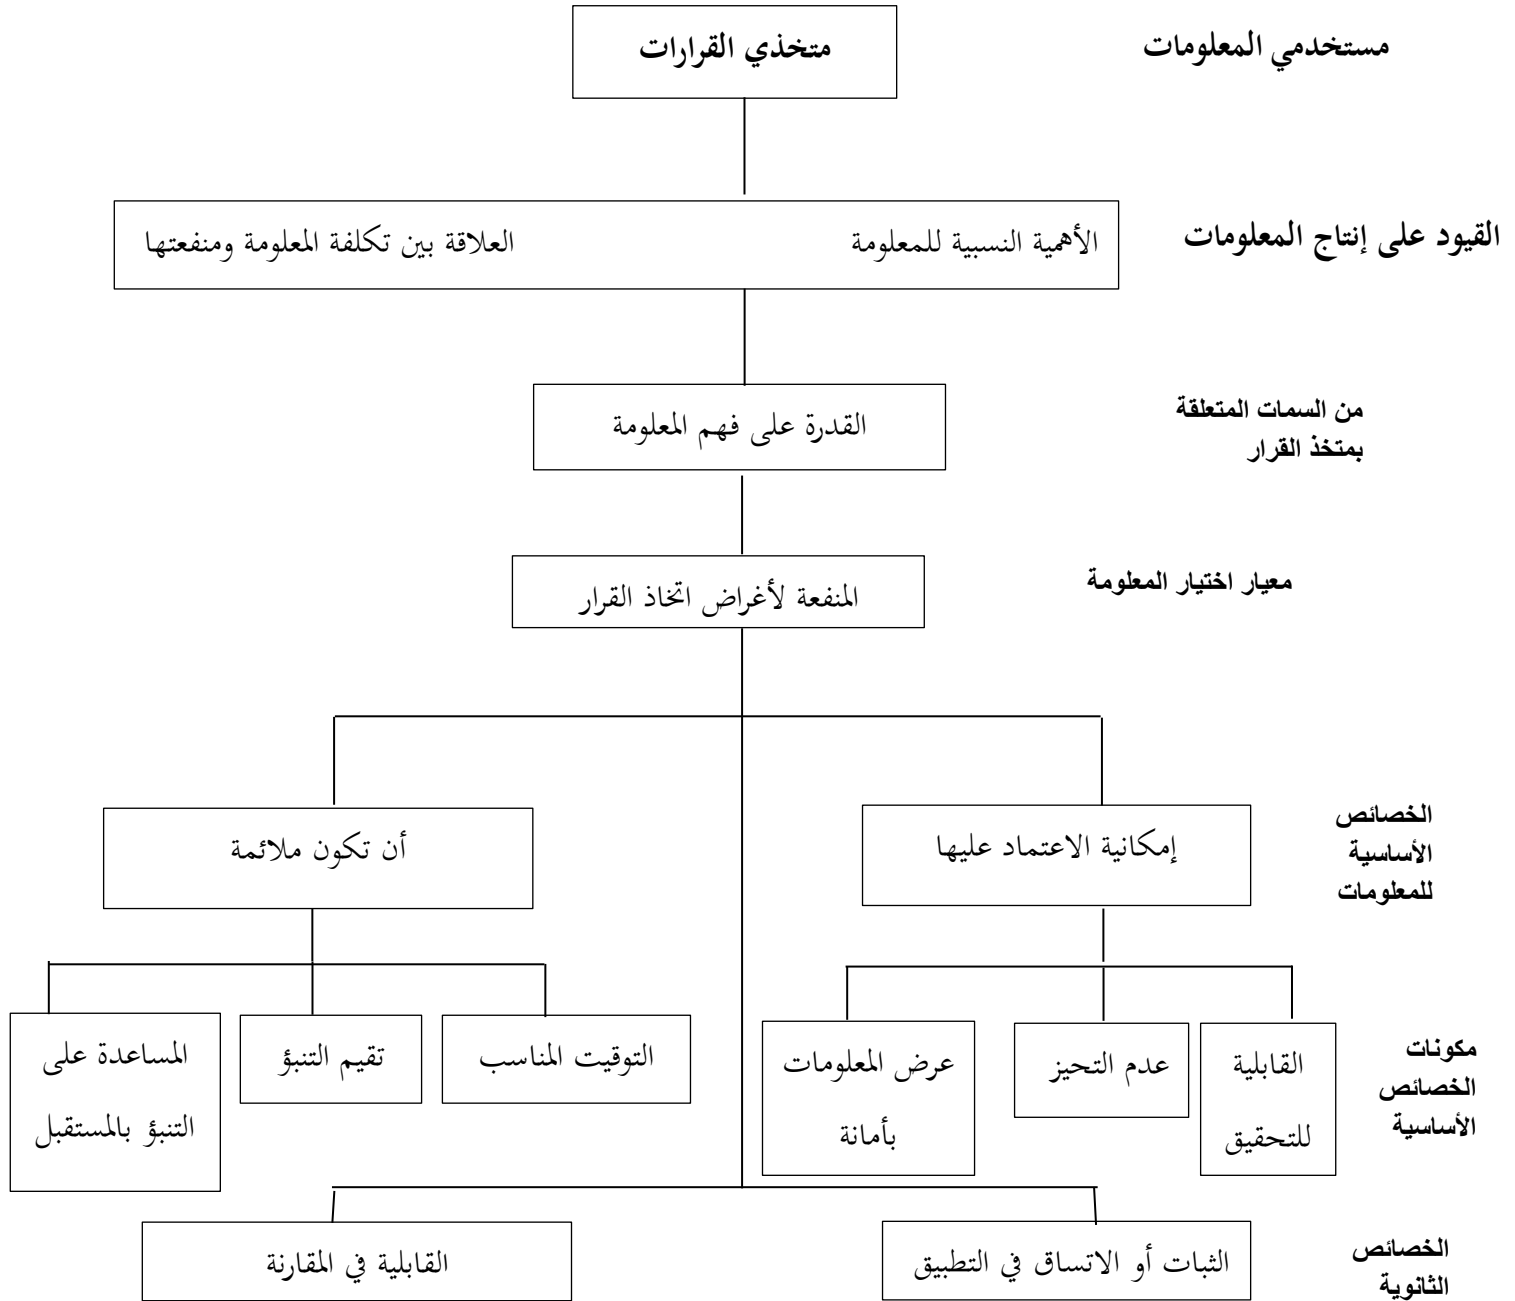 مستخدمي المعلومات
متخذي القرارات
القيود على إنتاج المعلومات
الأهمية النسبية للمعلومة
العلاقة بين تكلفة المعلومة ومنفعتها
من السمات المتعلقة
بمتخذ القرار
القدرة على فهم المعلومة
معيار اختيار المعلومة
المنفعة لأغراض اتخاذ القرار
الخصائص
الأساسية
للمعلومات
إمكانية الاعتماد عليها
أن تكون ملائمة
مكونات
الخصائص
الأساسية
القابلية
للتحقيق
عدم التحيز
عرض المعلومات
بأمانة
التوقيت المناسب
تقيم التنبؤ
المساعدة على
التنبؤ بالمستقبل
الخصائص
الثانوية
الثبات أو الاتساق في التطبيق
القابلية في المقارنة